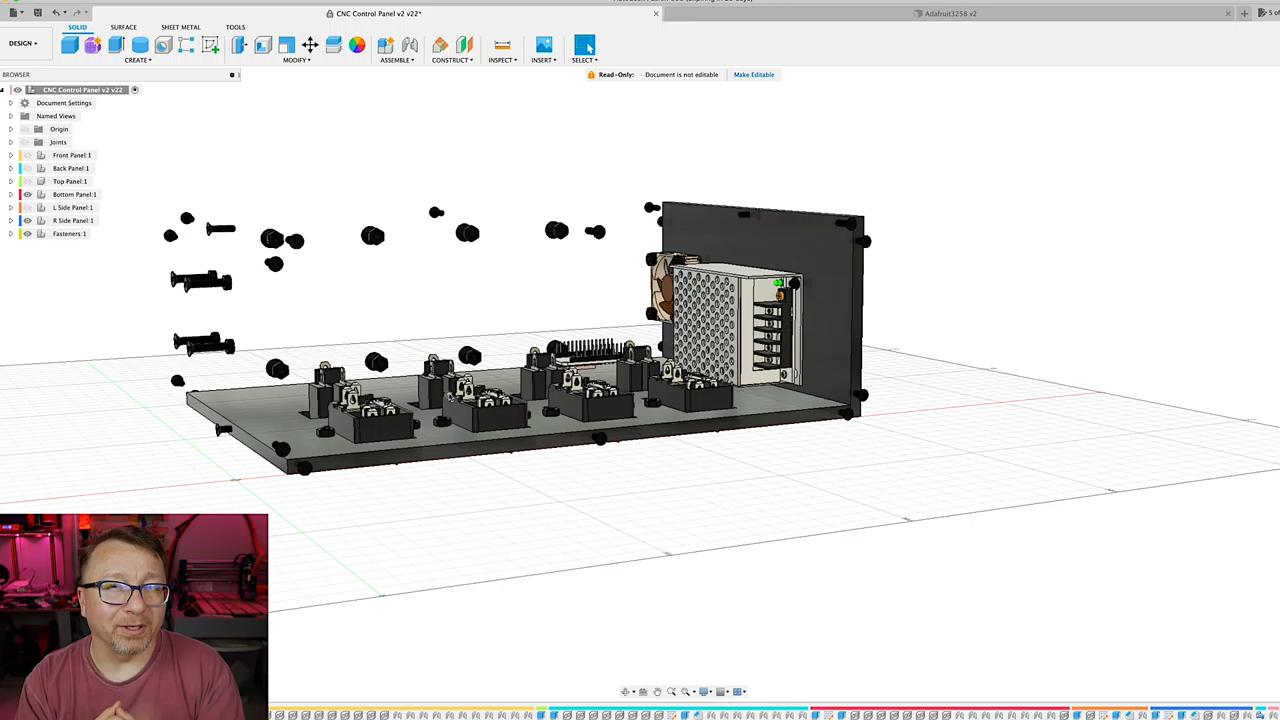 CNC Control Panel v2 v22*
Adafruit3258 v2
5 of
DESIGN
SOLID
SURFACE
SHEET METAL
TOOLS
CREATE
MODIFY
ASSEMBLE
CONSTRUCT
INSPECT
INSERT
SELECT
BROWSER
Read-Only: Document is not editable Make Editable
CNC Control Panel v2 v22
Document Settings
Named Views
Origin
Joints
Front Panel:1
Back Panel:1
Top Panel:1
Bottom Panel:1
L Side Panel:1
R Side Panel:1
Fasteners:1